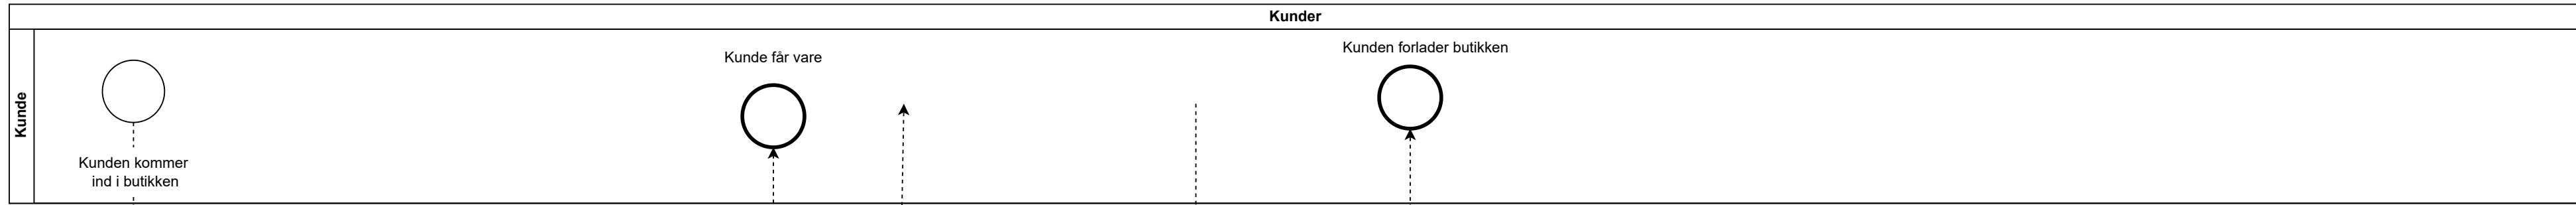 Kunder
Kunde
Kunde får vare
Kunden forlader butikken
Kunden kommer
ind i butikken